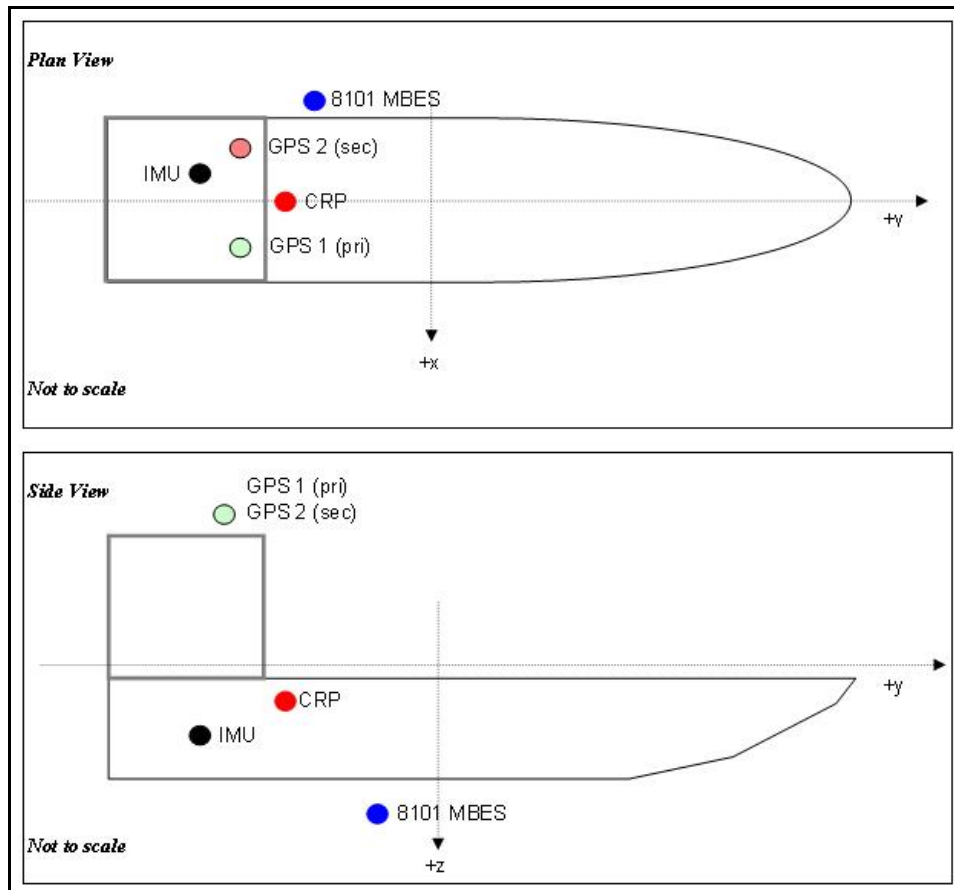 Plan View
8101 MBES
GPS 2 (sec)
IMU
CRP
+y
GPS 1 (pri)
+x
Not to scale
GPS 1 (pri)
Side View
GPS 2 (sec)
+y
CRP
IMU
8101 MBES
Not to scale
+z